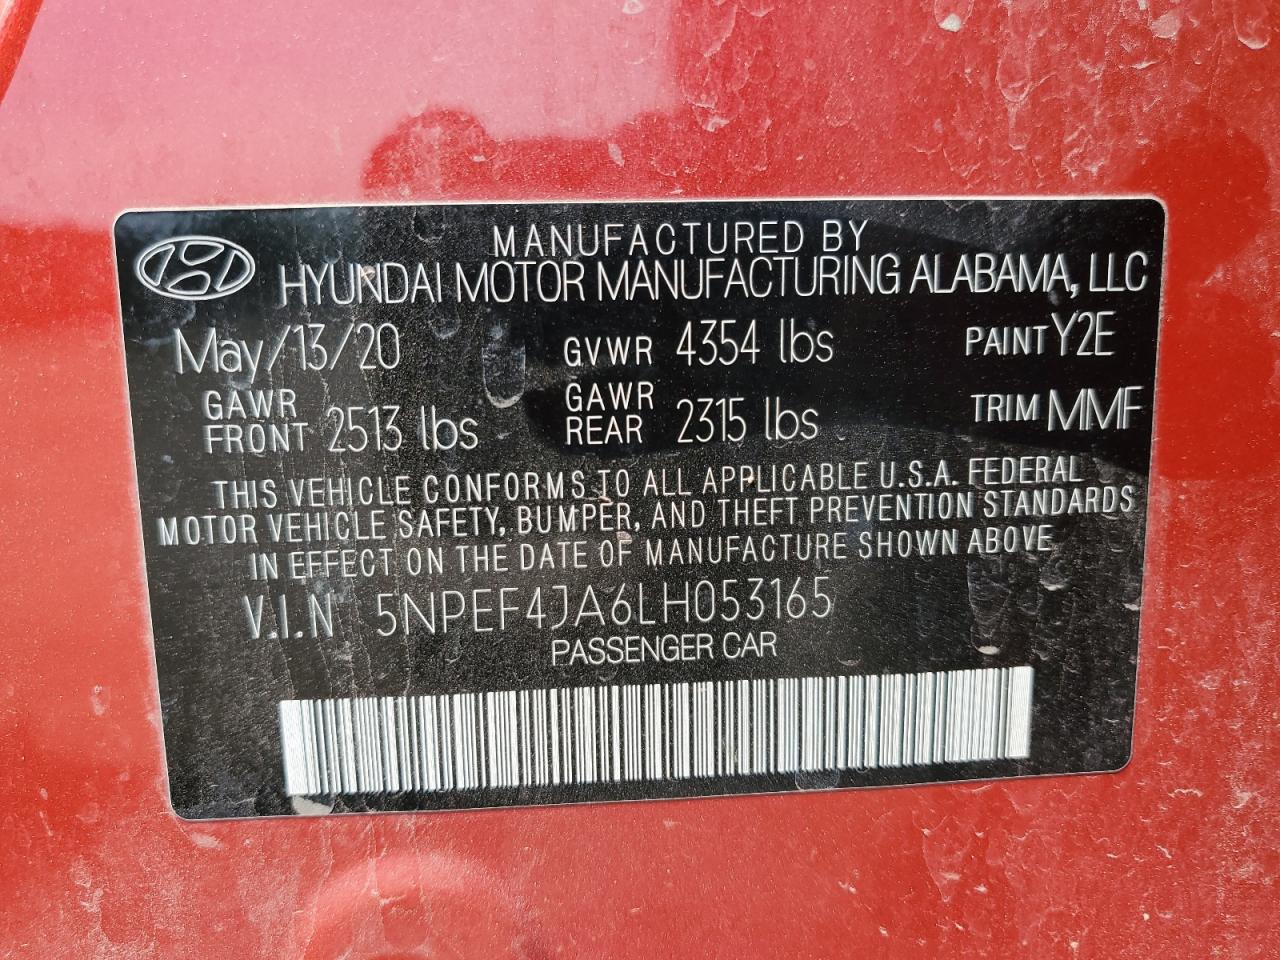 MANUFACTURED BY
HYUNDAI MOTOR MANUFACTURING ALABAMA, LLC
May/13/20 GVWR 4354 lbs PAINT Y2E
GAWR FRONT 2513 lbs GAWR REAR 2315 lbs TRIM MMF
THIS VEHICLE CONFORMS TO ALL APPLICABLE U.S.A. FEDERAL
MOTOR VEHICLE SAFETY, BUMPER, AND THEFT PREVENTION STANDARDS
IN EFFECT ON THE DATE OF MANUFACTURE SHOWN ABOVE
V.I.N 5NPEF4JA6LH053165
PASSENGER CAR